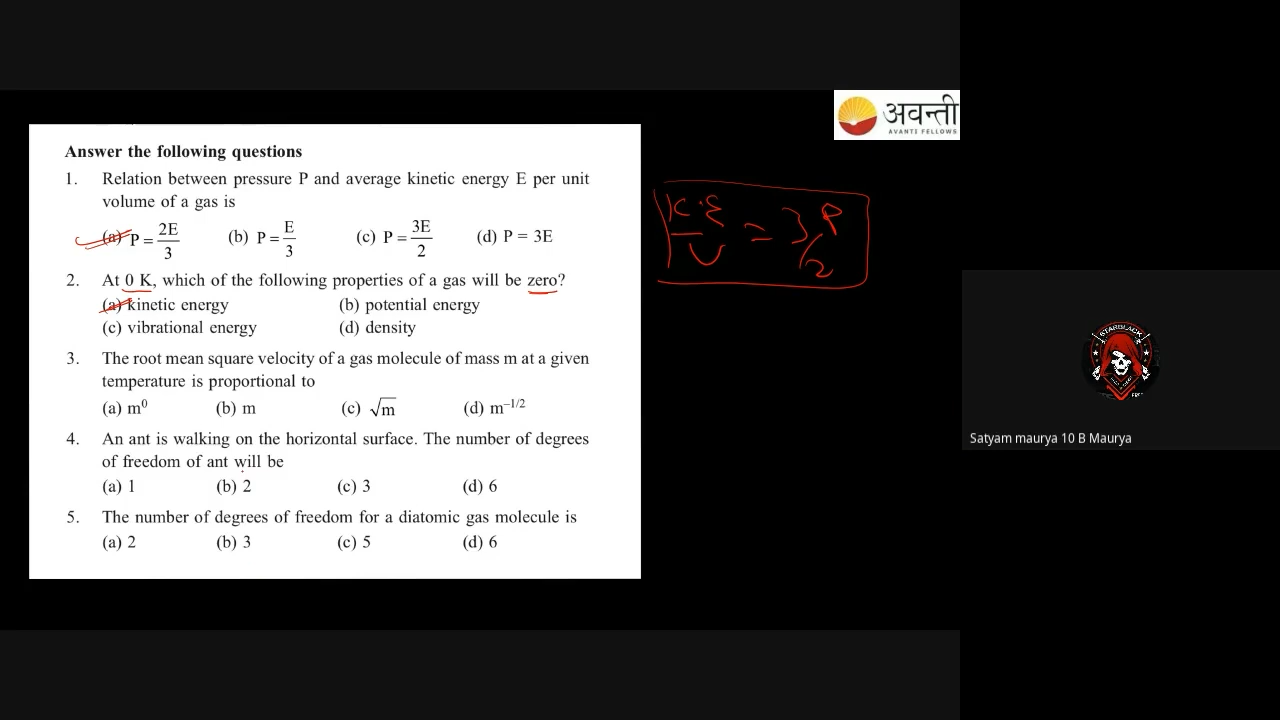 अवन्ती
AVANTI FELLOWS
Answer the following questions
1. Relation between pressure P and average kinetic energy E per unit
volume of a gas is
(a) P = 2E/3 (b) P = E/3 (c) P = 3E/2 (d) P = 3E
K.E/V = 3P/2
2. At 0 K, which of the following properties of a gas will be zero?
(a) kinetic energy (b) potential energy
(c) vibrational energy (d) density
3. The root mean square velocity of a gas molecule of mass m at a given
temperature is proportional to
(a) m⁰ (b) m (c) √m (d) m⁻¹/²
4. An ant is walking on the horizontal surface. The number of degrees
of freedom of ant will be
(a) 1 (b) 2 (c) 3 (d) 6
5. The number of degrees of freedom for a diatomic gas molecule is
(a) 2 (b) 3 (c) 5 (d) 6
STARBLACK
Satyam maurya 10 B Maurya